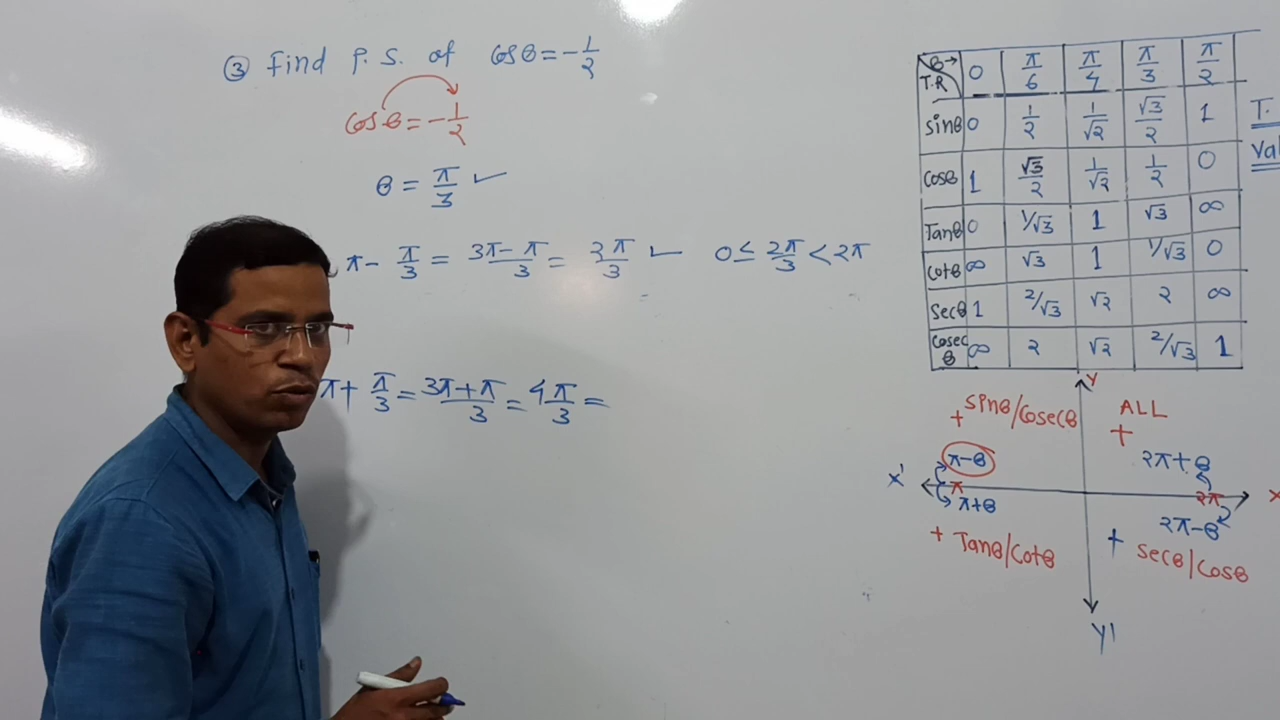 ③ Find P. S. of cosθ = -1/2
cosθ = -1/2
θ = π/3 ✓
π - π/3 = 3π-π/3 = 2π/3 ✓ 0 ≤ 2π/3 < 2π
π + π/3 = 3π+π/3 = 4π/3 =
θ→ T.R 0 π/6 π/4 π/3 π/2
sinθ 0 1/2 1/√2 √3/2 1
cosθ 1 √3/2 1/√2 1/2 0
Tanθ 0 1/√3 1 √3 ∞
cotθ ∞ √3 1 1/√3 0
secθ 1 2/√3 √2 2 ∞
cosec θ ∞ 2 √2 2/√3 1
T.
Val
Y
+ sinθ/cosecθ
ALL
+
π-θ
2π+θ
X' π 2π X
π+θ
2π-θ
+ Tanθ/cotθ
+ secθ/cosθ
Y'